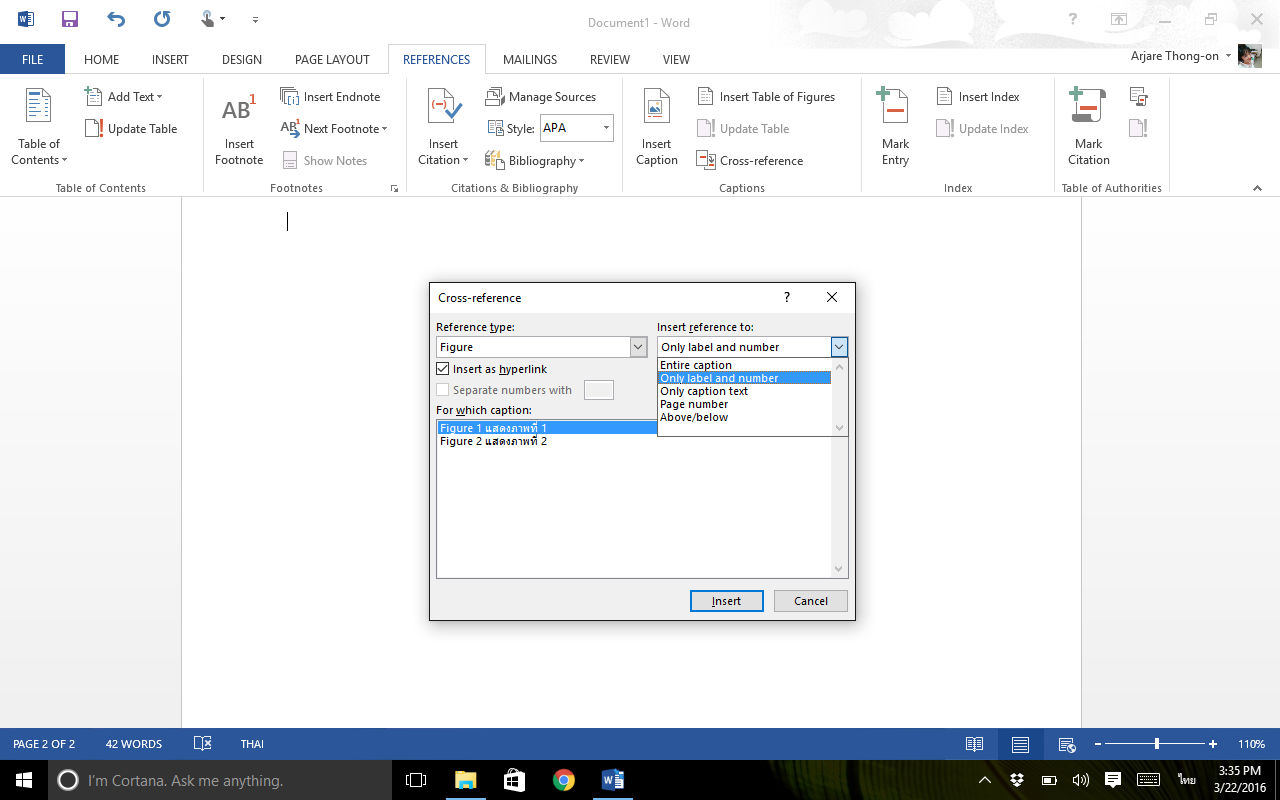 Document1 - Word
FILE HOME INSERT DESIGN PAGE LAYOUT REFERENCES MAILINGS REVIEW VIEW Arjare Thong-on
Table of Contents
Add Text
Update Table
Table of Contents
AB1
Insert Footnote
Insert Endnote
AB1 Next Footnote
Show Notes
Footnotes
Insert Citation
Manage Sources
Style: APA
Bibliography
Citations & Bibliography
Insert Caption
Insert Table of Figures
Update Table
Cross-reference
Captions
Mark Entry
Insert Index
Update Index
Index
Mark Citation
Table of Authorities
Cross-reference ?
Reference type:
Figure
Insert as hyperlink
Separate numbers with
For which caption:
Figure 1 แสดงภาพที่ 1
Figure 2 แสดงภาพที่ 2
Insert reference to:
Only label and number
Entire caption
Only label and number
Only caption text
Page number
Above/below
Insert Cancel
PAGE 2 OF 2 42 WORDS THAI 110%
I'm Cortana. Ask me anything.
ไทย
3:35 PM
3/22/2016